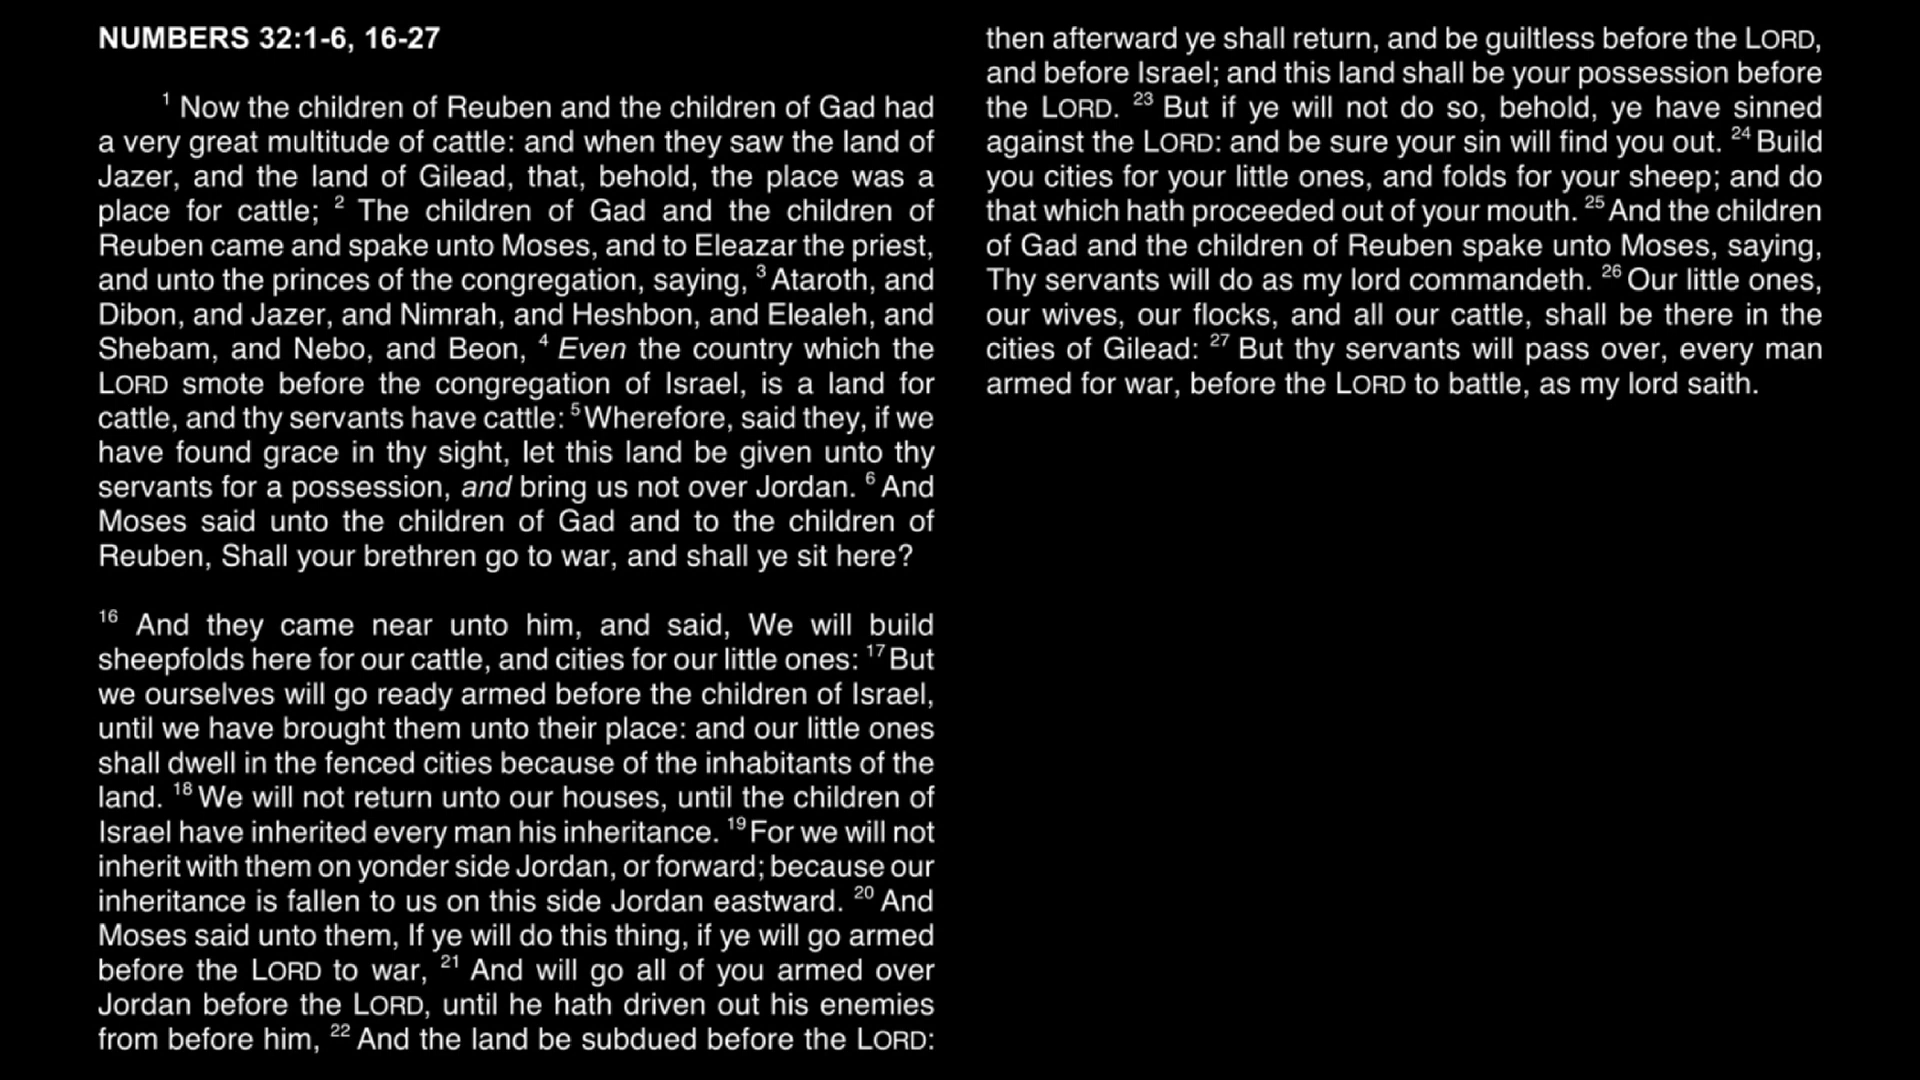 NUMBERS 32:1-6, 16-27
1 Now the children of Reuben and the children of Gad had
a very great multitude of cattle: and when they saw the land of
Jazer, and the land of Gilead, that, behold, the place was a
place for cattle; 2 The children of Gad and the children of
Reuben came and spake unto Moses, and to Eleazar the priest,
and unto the princes of the congregation, saying, 3 Ataroth, and
Dibon, and Jazer, and Nimrah, and Heshbon, and Elealeh, and
Shebam, and Nebo, and Beon, 4 Even the country which the
LORD smote before the congregation of Israel, is a land for
cattle, and thy servants have cattle: 5 Wherefore, said they, if we
have found grace in thy sight, let this land be given unto thy
servants for a possession, and bring us not over Jordan. 6 And
Moses said unto the children of Gad and to the children of
Reuben, Shall your brethren go to war, and shall ye sit here?
16 And they came near unto him, and said, We will build
sheepfolds here for our cattle, and cities for our little ones: 17 But
we ourselves will go ready armed before the children of Israel,
until we have brought them unto their place: and our little ones
shall dwell in the fenced cities because of the inhabitants of the
land. 18 We will not return unto our houses, until the children of
Israel have inherited every man his inheritance. 19 For we will not
inherit with them on yonder side Jordan, or forward; because our
inheritance is fallen to us on this side Jordan eastward. 20 And
Moses said unto them, If ye will do this thing, if ye will go armed
before the LORD to war, 21 And will go all of you armed over
Jordan before the LORD, until he hath driven out his enemies
from before him, 22 And the land be subdued before the LORD:
then afterward ye shall return, and be guiltless before the LORD,
and before Israel; and this land shall be your possession before
the LORD. 23 But if ye will not do so, behold, ye have sinned
against the LORD: and be sure your sin will find you out. 24 Build
you cities for your little ones, and folds for your sheep; and do
that which hath proceeded out of your mouth. 25 And the children
of Gad and the children of Reuben spake unto Moses, saying,
Thy servants will do as my lord commandeth. 26 Our little ones,
our wives, our flocks, and all our cattle, shall be there in the
cities of Gilead: 27 But thy servants will pass over, every man
armed for war, before the LORD to battle, as my lord saith.